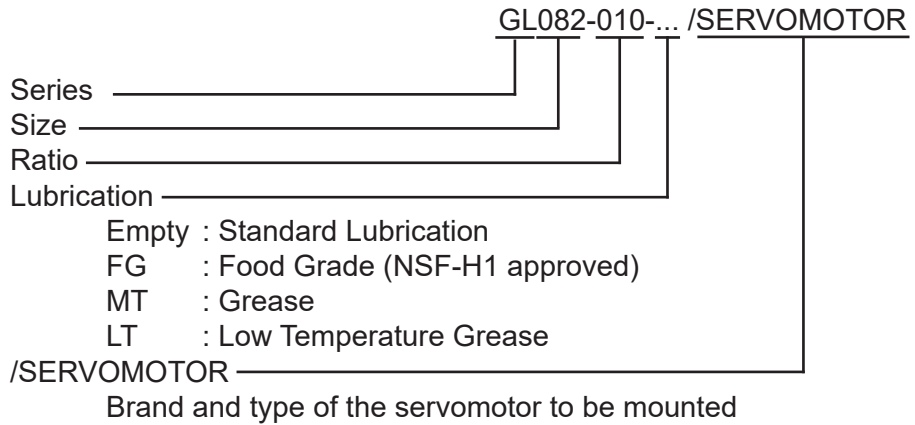 GL082-010-... /SERVOMOTOR
Series
Size
Ratio
Lubrication
Empty : Standard Lubrication
FG : Food Grade (NSF-H1 approved)
MT : Grease
LT : Low Temperature Grease
/SERVOMOTOR
Brand and type of the servomotor to be mounted